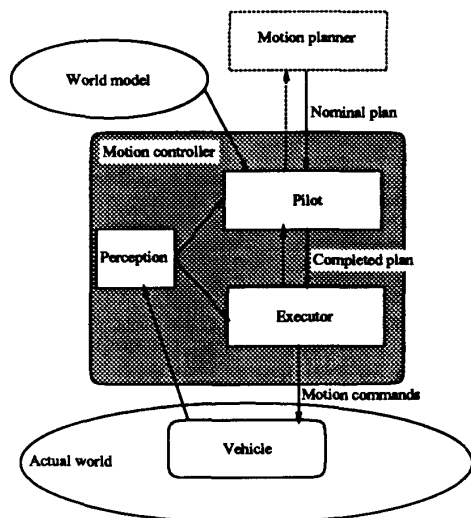 Motion planner
World model
Nominal plan
Motion controller
Pilot
Perception
Completed plan
Executor
Motion commands
Vehicle
Actual world